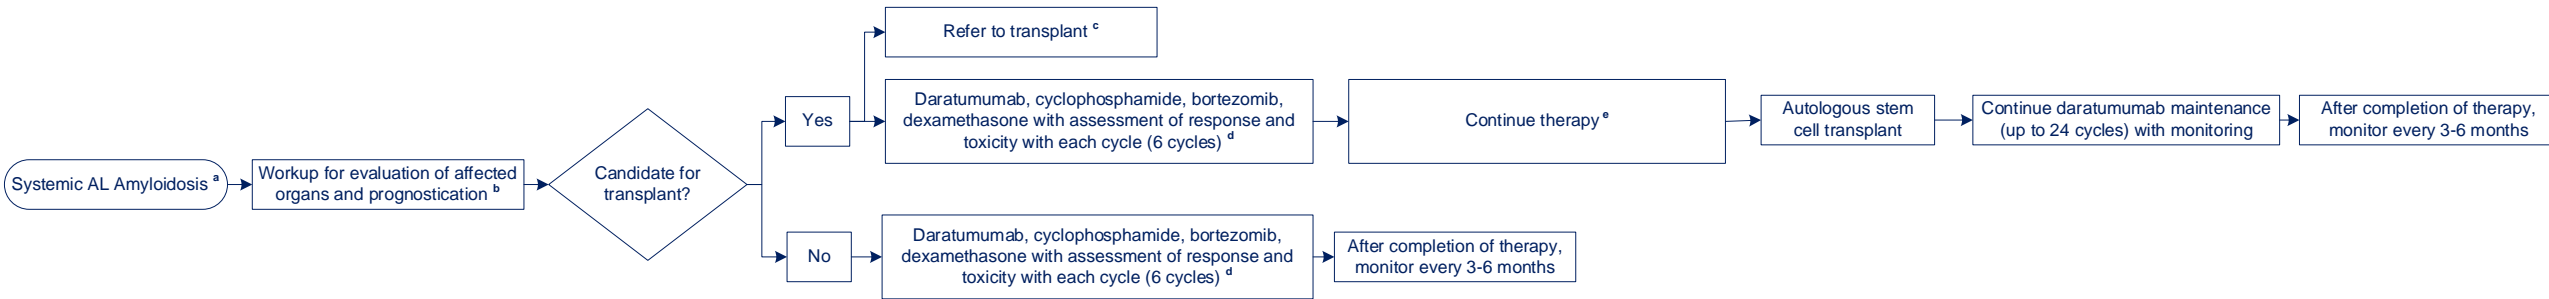 Systemic AL Amyloidosis a
Workup for evaluation of affected
organs and prognostication b
Candidate for
transplant?
Yes
Refer to transplant c
Daratumumab, cyclophosphamide, bortezomib,
dexamethasone with assessment of response and
toxicity with each cycle (6 cycles) d
Continue therapy e
Autologous stem
cell transplant
Continue daratumumab maintenance
(up to 24 cycles) with monitoring
After completion of therapy,
monitor every 3-6 months
No
Daratumumab, cyclophosphamide, bortezomib,
dexamethasone with assessment of response and
toxicity with each cycle (6 cycles) d
After completion of therapy,
monitor every 3-6 months